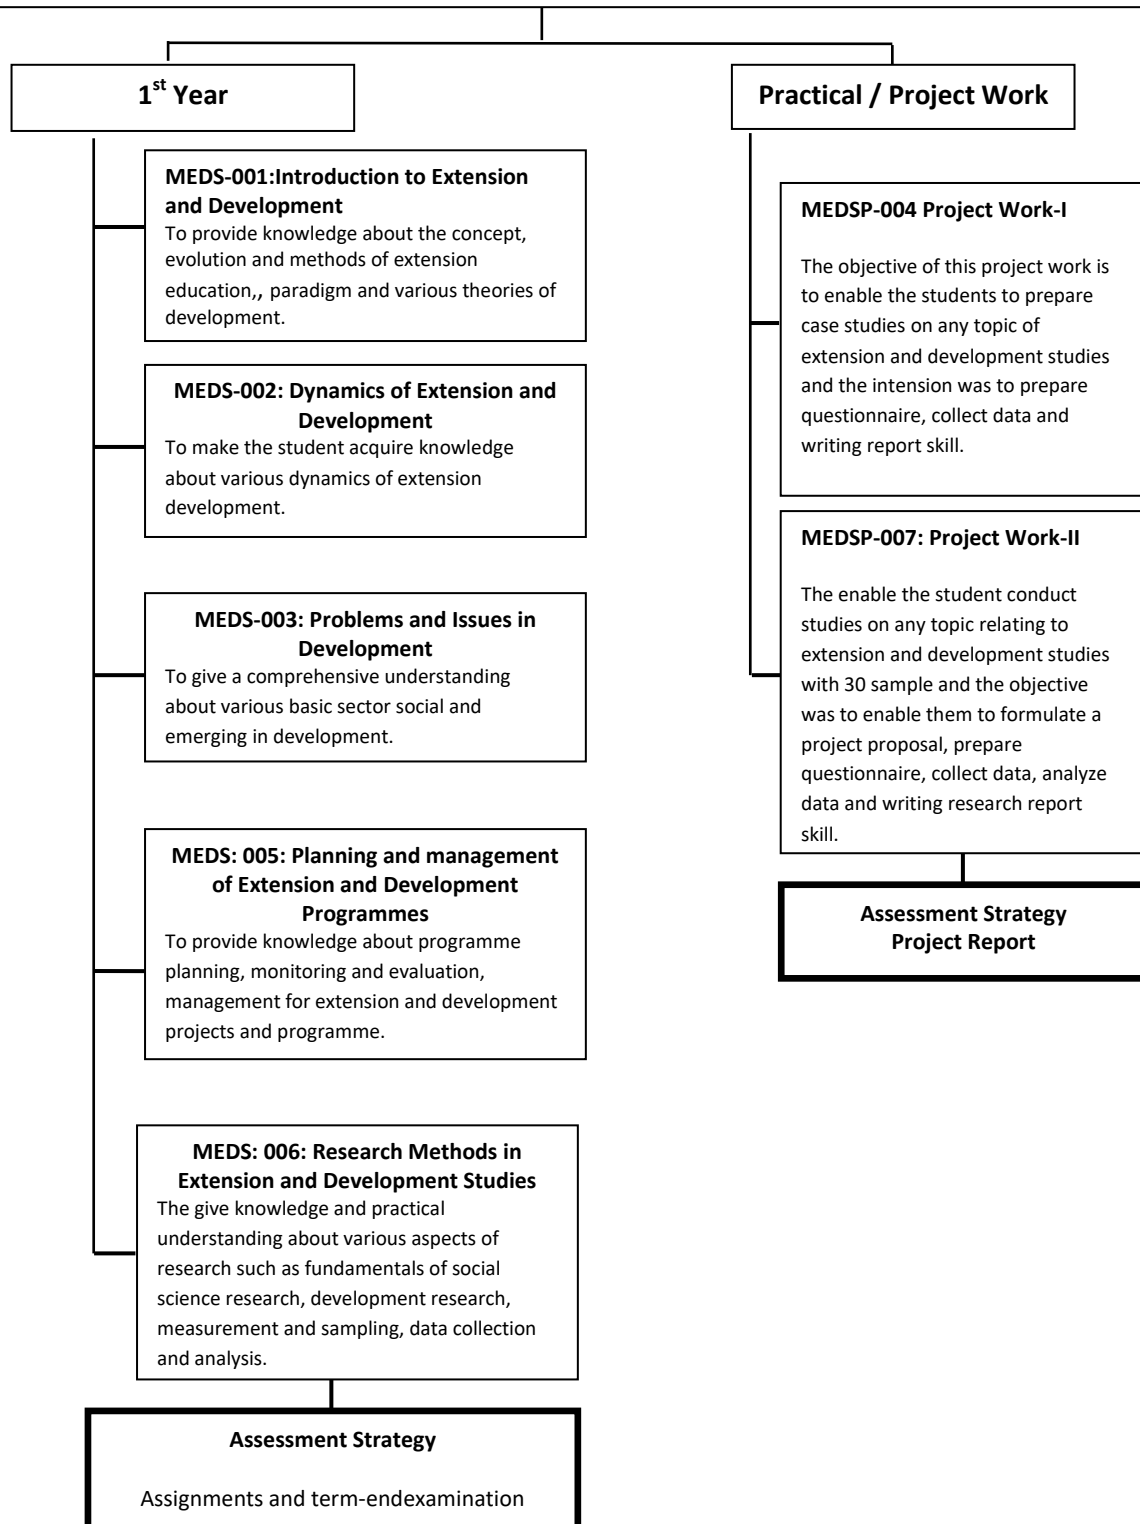 1st Year
MEDS-001:Introduction to Extension
and Development
To provide knowledge about the concept,
evolution and methods of extension
education,, paradigm and various theories of
development.
MEDS-002: Dynamics of Extension and
Development
To make the student acquire knowledge
about various dynamics of extension
development.
MEDS-003: Problems and Issues in
Development
To give a comprehensive understanding
about various basic sector social and
emerging in development.
MEDS: 005: Planning and management
of Extension and Development
Programmes
To provide knowledge about programme
planning, monitoring and evaluation,
management for extension and development
projects and programme.
MEDS: 006: Research Methods in
Extension and Development Studies
The give knowledge and practical
understanding about various aspects of
research such as fundamentals of social
science research, development research,
measurement and sampling, data collection
and analysis.
Assessment Strategy
Assignments and term-endexamination
Practical / Project Work
MEDSP-004 Project Work-I
The objective of this project work is
to enable the students to prepare
case studies on any topic of
extension and development studies
and the intension was to prepare
questionnaire, collect data and
writing report skill.
MEDSP-007: Project Work-II
The enable the student conduct
studies on any topic relating to
extension and development studies
with 30 sample and the objective
was to enable them to formulate a
project proposal, prepare
questionnaire, collect data, analyze
data and writing research report
skill.
Assessment Strategy
Project Report